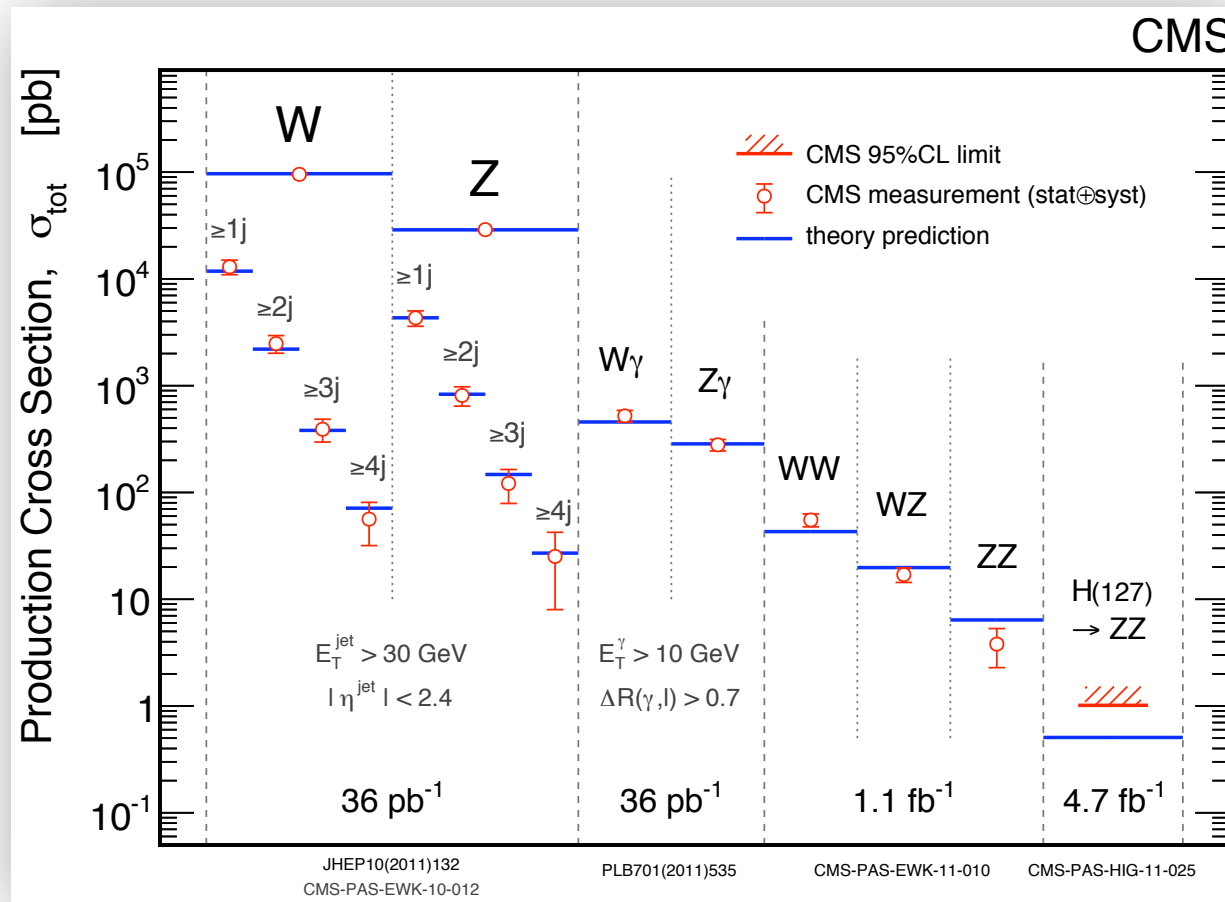 CMS
Production Cross Section, σ_tot [pb]
10^5
10^4
10^3
10^2
10
1
10^-1
W
≥1j
≥2j
≥3j
≥4j
Z
≥1j
≥2j
≥3j
≥4j
Wγ
Zγ
WW
WZ
ZZ
H(127)
→ ZZ
CMS 95%CL limit
CMS measurement (stat⊕syst)
theory prediction
E_T^jet > 30 GeV
| η^jet | < 2.4
E_T^γ > 10 GeV
ΔR(γ,l) > 0.7
36 pb^-1
36 pb^-1
1.1 fb^-1
4.7 fb^-1
JHEP10(2011)132
CMS-PAS-EWK-10-012
PLB701(2011)535
CMS-PAS-EWK-11-010
CMS-PAS-HIG-11-025